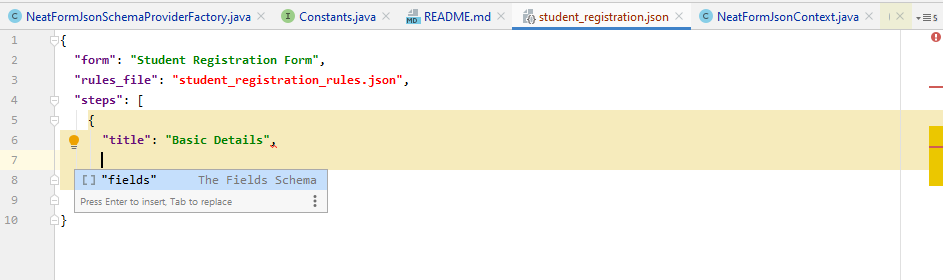 NeatFormJsonSchemaProviderFactory.java Constants.java README.md student_registration.json NeatFormJsonContext.java 5
1 {
2 "form": "Student Registration Form",
3 "rules_file": "student_registration_rules.json",
4 "steps": [
5 {
6 "title": "Basic Details",
7
8 [] "fields" The Fields Schema
9 Press Enter to insert, Tab to replace
10 }